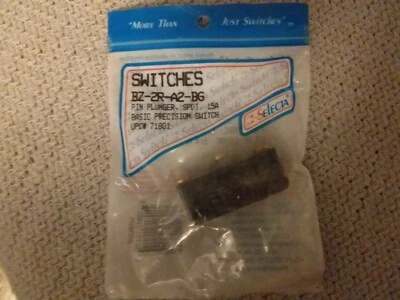 "MORE THAN JUST SWITCHES"
SWITCHES
BZ-2R-A2-BG
PIN PLUNGER, SPDT, 15A
BASIC PRECISION SWITCH
UPC# 71801
SELECTA